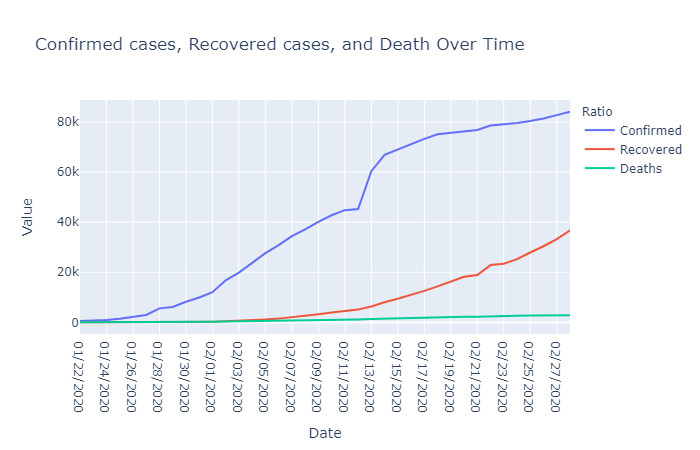 Confirmed cases, Recovered cases, and Death Over Time
Ratio
Confirmed
Recovered
Deaths
Value
80k
60k
40k
20k
0
01/22/2020
01/24/2020
01/26/2020
01/28/2020
01/30/2020
02/01/2020
02/03/2020
02/05/2020
02/07/2020
02/09/2020
02/11/2020
02/13/2020
02/15/2020
02/17/2020
02/19/2020
02/21/2020
02/23/2020
02/25/2020
02/27/2020
Date